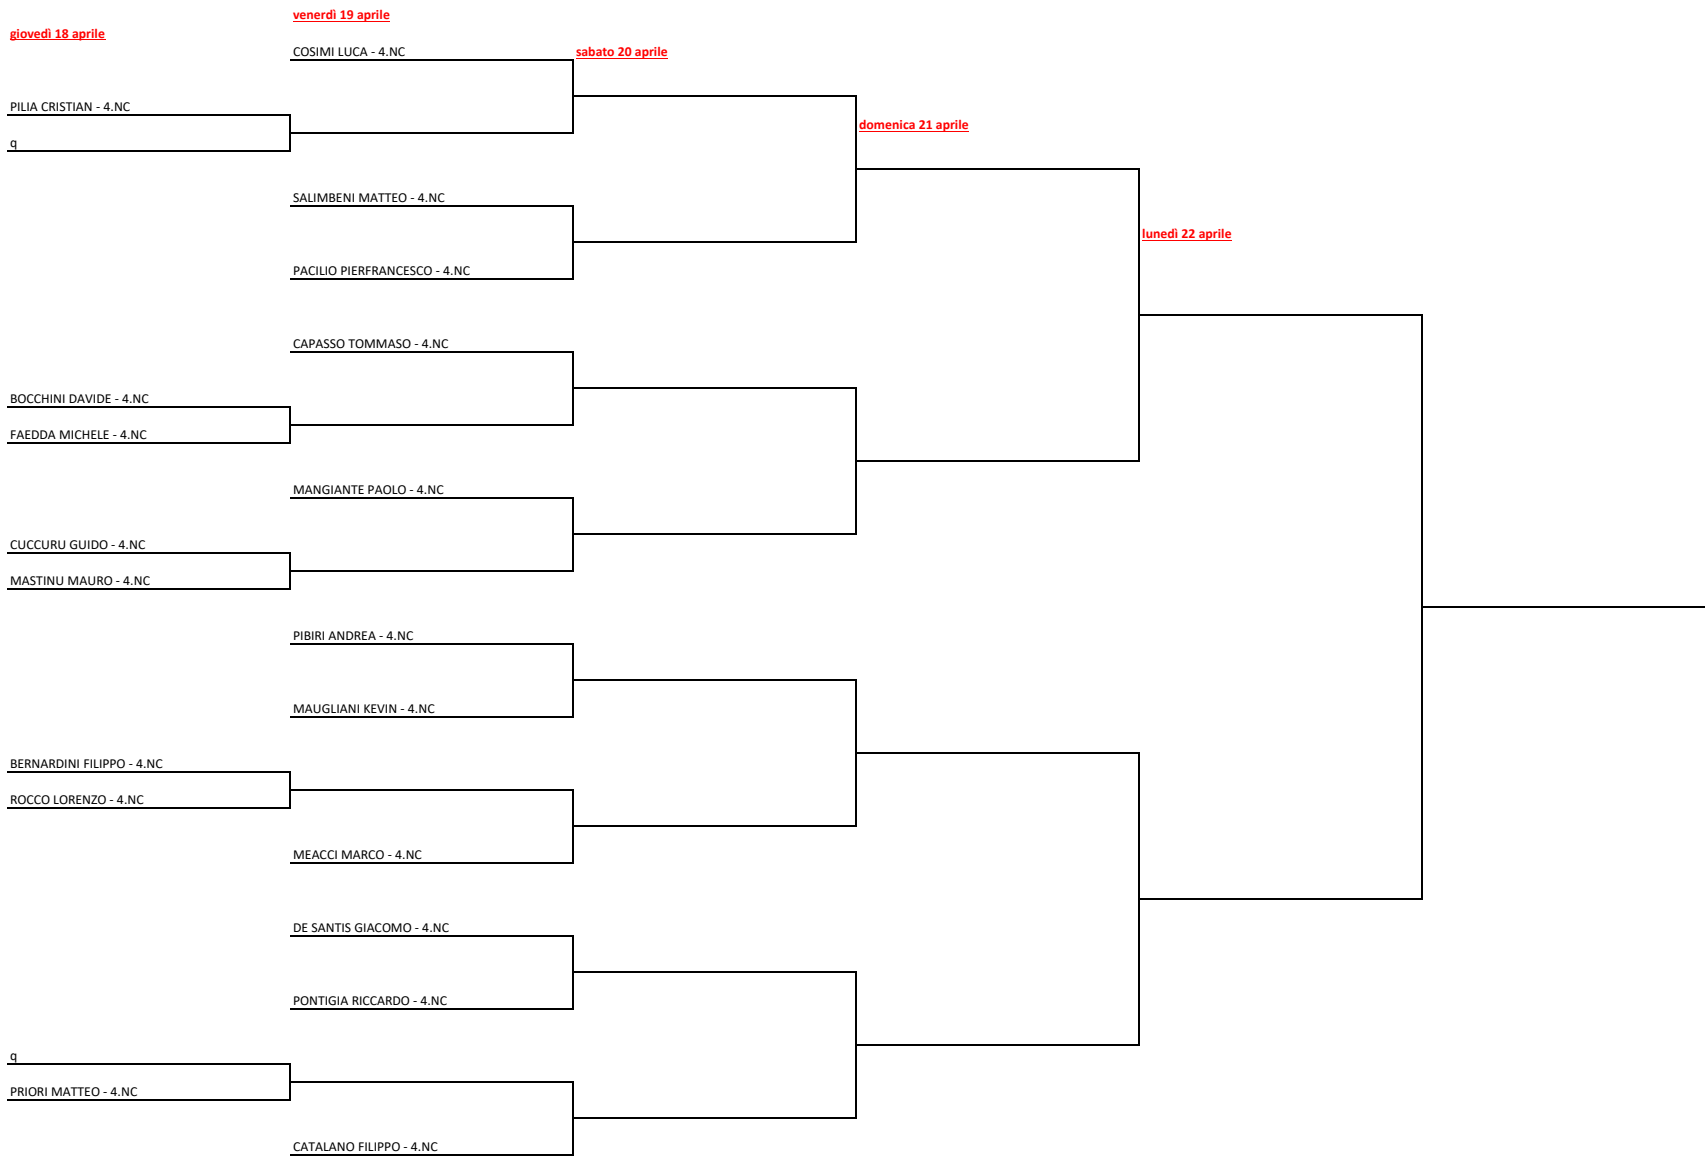 venerdì 19 aprile
giovedì 18 aprile
COSIMI LUCA - 4.NC
sabato 20 aprile
PILIA CRISTIAN - 4.NC
domenica 21 aprile
q
SALIMBENI MATTEO - 4.NC
lunedì 22 aprile
PACILIO PIERFRANCESCO - 4.NC
CAPASSO TOMMASO - 4.NC
BOCCHINI DAVIDE - 4.NC
FAEDDA MICHELE - 4.NC
MANGIANTE PAOLO - 4.NC
CUCCURU GUIDO - 4.NC
MASTINU MAURO - 4.NC
PIBIRI ANDREA - 4.NC
MAUGLIANI KEVIN - 4.NC
BERNARDINI FILIPPO - 4.NC
ROCCO LORENZO - 4.NC
MEACCI MARCO - 4.NC
DE SANTIS GIACOMO - 4.NC
PONTIGIA RICCARDO - 4.NC
q
PRIORI MATTEO - 4.NC
CATALANO FILIPPO - 4.NC